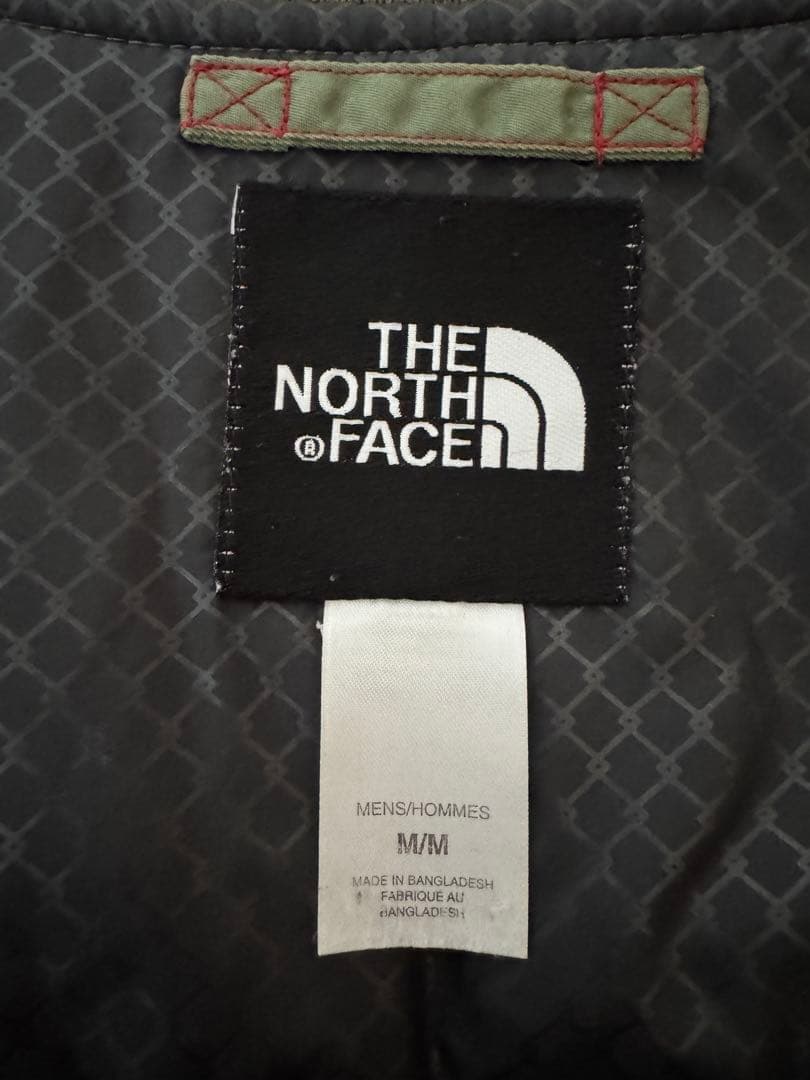 THE
NORTH
® FACE
MENS/HOMMES
M/M
MADE IN BANGLADESH
FABRIQUE AU
BANGLADESH